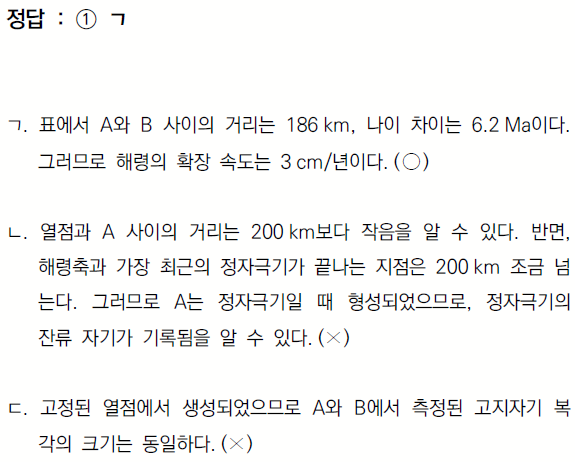 정답 : ① ㄱ
ㄱ. 표에서 A와 B 사이의 거리는 186 km, 나이 차이는 6.2 Ma이다.
그러므로 해령의 확장 속도는 3 cm/년이다. (○)
ㄴ. 열점과 A 사이의 거리는 200 km보다 작음을 알 수 있다. 반면,
해령축과 가장 최근의 정자극기가 끝나는 지점은 200 km 조금 넘
는다. 그러므로 A는 정자극기일 때 형성되었으므로, 정자극기의
잔류 자기가 기록됨을 알 수 있다. (×)
ㄷ. 고정된 열점에서 생성되었으므로 A와 B에서 측정된 고지자기 복
각의 크기는 동일하다. (×)